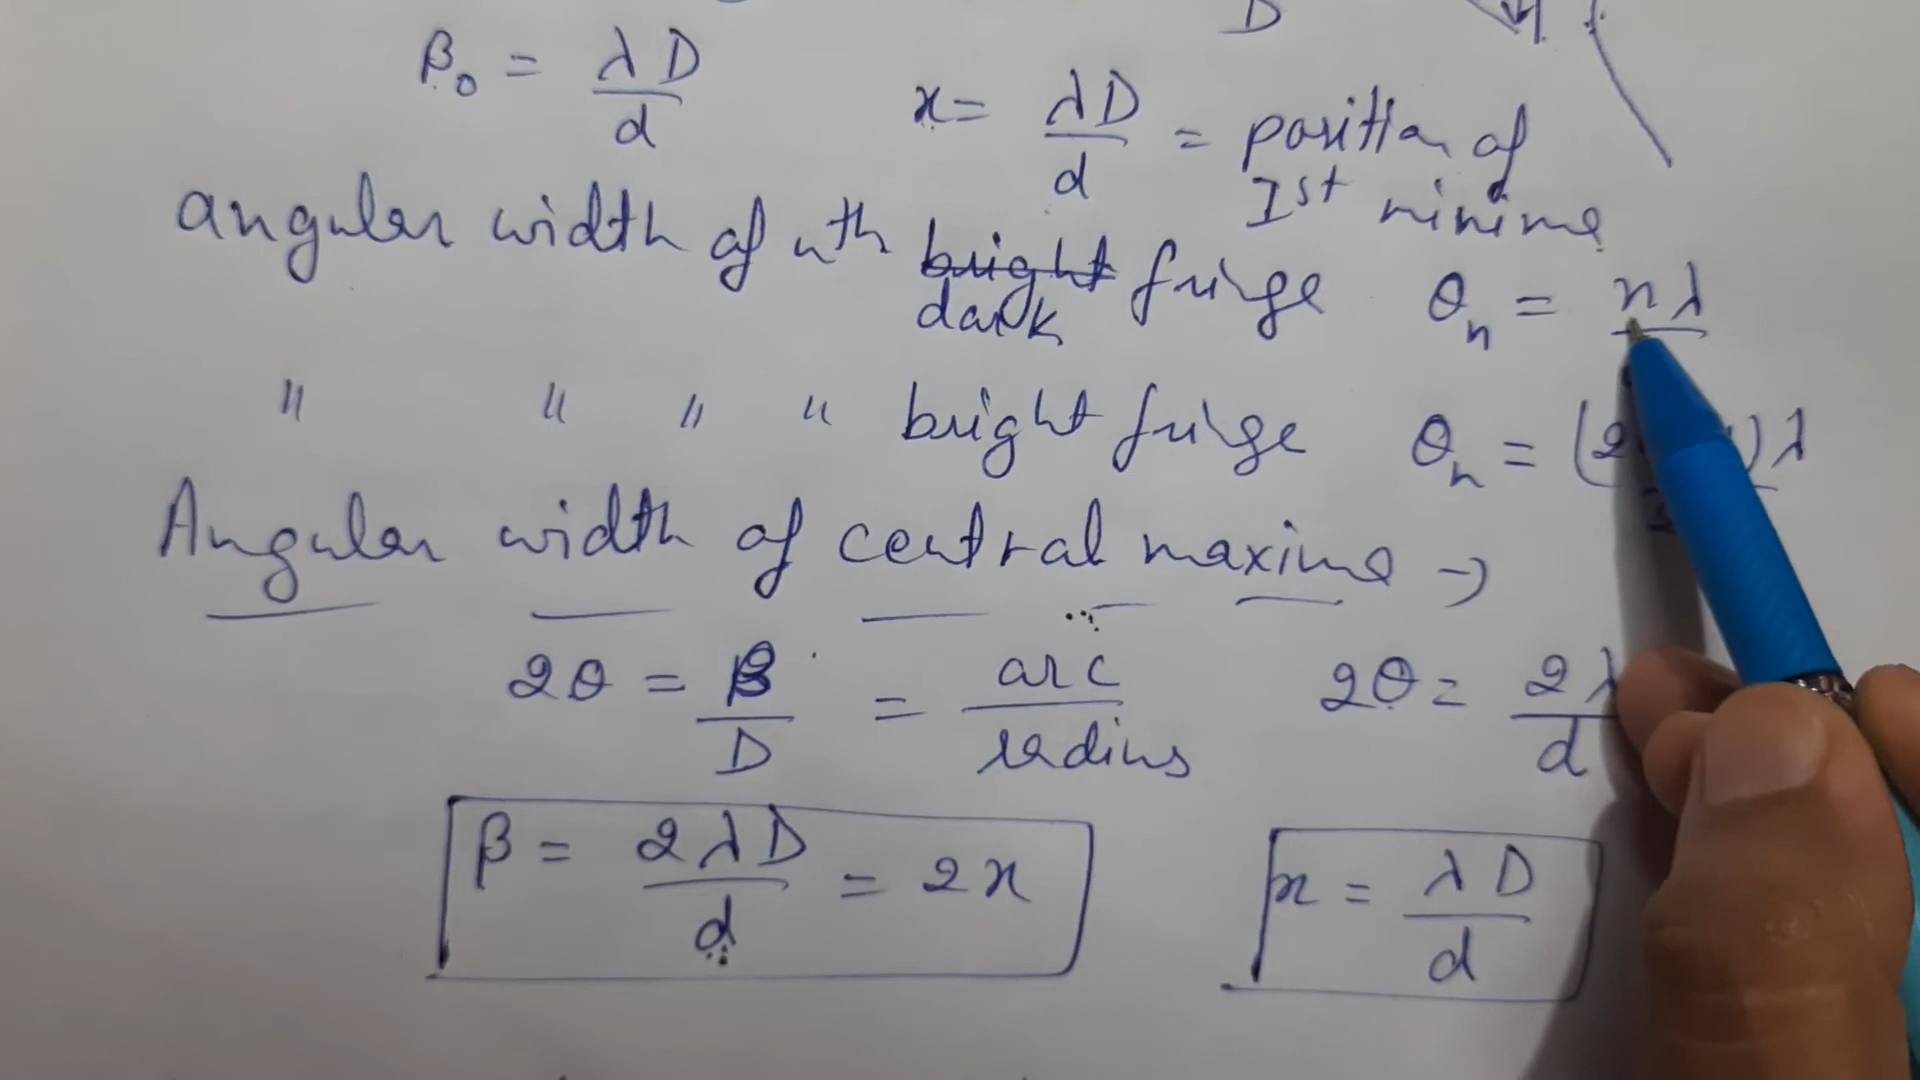 D
β₀ = λD/d
x = λD/d = position of
Ist minima
angular width of nth bright fringe θn = nλ
dark
" " " " bright fringe θn = (2 )λ
Angular width of central maxima →
2θ = β/D = arc/radius 2θ = 2λ/d
β = 2λD/d = 2x x = λD/d